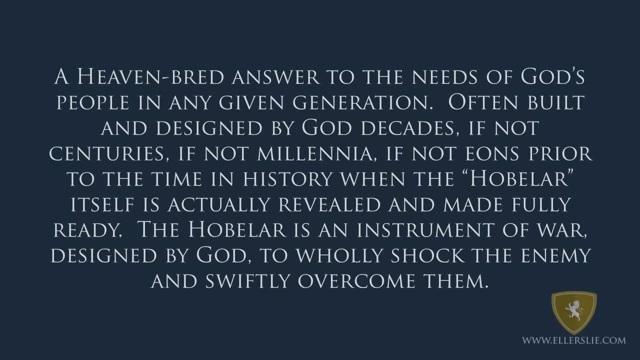 A Heaven-bred answer to the needs of God's
people in any given generation. Often built
and designed by God decades, if not
centuries, if not millennia, if not eons prior
to the time in history when the “Hobelar”
itself is actually revealed and made fully
ready. The Hobelar is an instrument of war,
designed by God, to wholly shock the enemy
and swiftly overcome them.
www.ellerslie.com